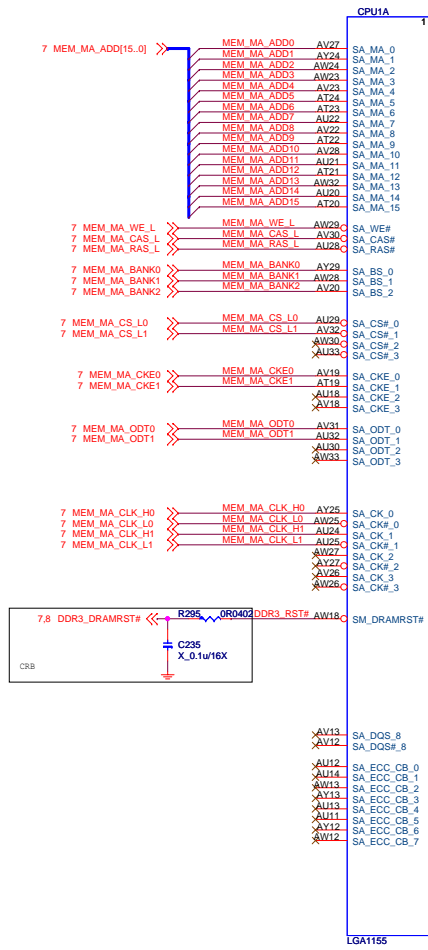 CPU1A
1
7 MEM_MA_ADD[15..0]
MEM_MA_ADD0 AV27 SA_MA_0
MEM_MA_ADD1 AY24 SA_MA_1
MEM_MA_ADD2 AW24 SA_MA_2
MEM_MA_ADD3 AW23 SA_MA_3
MEM_MA_ADD4 AV23 SA_MA_4
MEM_MA_ADD5 AT24 SA_MA_5
MEM_MA_ADD6 AT23 SA_MA_6
MEM_MA_ADD7 AU22 SA_MA_7
MEM_MA_ADD8 AV22 SA_MA_8
MEM_MA_ADD9 AT22 SA_MA_9
MEM_MA_ADD10 AV28 SA_MA_10
MEM_MA_ADD11 AU21 SA_MA_11
MEM_MA_ADD12 AT21 SA_MA_12
MEM_MA_ADD13 AW32 SA_MA_13
MEM_MA_ADD14 AU20 SA_MA_14
MEM_MA_ADD15 AT20 SA_MA_15
7 MEM_MA_WE_L MEM_MA_WE_L AW29 SA_WE#
7 MEM_MA_CAS_L MEM_MA_CAS_L AV30 SA_CAS#
7 MEM_MA_RAS_L MEM_MA_RAS_L AU28 SA_RAS#
7 MEM_MA_BANK0 MEM_MA_BANK0 AY29 SA_BS_0
7 MEM_MA_BANK1 MEM_MA_BANK1 AW28 SA_BS_1
7 MEM_MA_BANK2 MEM_MA_BANK2 AV20 SA_BS_2
7 MEM_MA_CS_L0 MEM_MA_CS_L0 AU29 SA_CS#_0
7 MEM_MA_CS_L1 MEM_MA_CS_L1 AV32 SA_CS#_1
AW30 SA_CS#_2
AU33 SA_CS#_3
7 MEM_MA_CKE0 MEM_MA_CKE0 AV19 SA_CKE_0
7 MEM_MA_CKE1 MEM_MA_CKE1 AT19 SA_CKE_1
AU18 SA_CKE_2
AV18 SA_CKE_3
7 MEM_MA_ODT0 MEM_MA_ODT0 AV31 SA_ODT_0
7 MEM_MA_ODT1 MEM_MA_ODT1 AU32 SA_ODT_1
AU30 SA_ODT_2
AW33 SA_ODT_3
7 MEM_MA_CLK_H0 MEM_MA_CLK_H0 AY25 SA_CK_0
7 MEM_MA_CLK_L0 MEM_MA_CLK_L0 AW25 SA_CK#_0
7 MEM_MA_CLK_H1 MEM_MA_CLK_H1 AU24 SA_CK_1
7 MEM_MA_CLK_L1 MEM_MA_CLK_L1 AU25 SA_CK#_1
AW27 SA_CK_2
AY27 SA_CK#_2
AV26 SA_CK_3
AW26 SA_CK#_3
7,8 DDR3_DRAMRST# R295 0R0402 DDR3_RST# AW18 SM_DRAMRST#
C235
X_0.1u/16X
CRB
AV13 SA_DQS_8
AV12 SA_DQS#_8
AU12 SA_ECC_CB_0
AU14 SA_ECC_CB_1
AW13 SA_ECC_CB_2
AY13 SA_ECC_CB_3
AU13 SA_ECC_CB_4
AU11 SA_ECC_CB_5
AY12 SA_ECC_CB_6
AW12 SA_ECC_CB_7
LGA1155